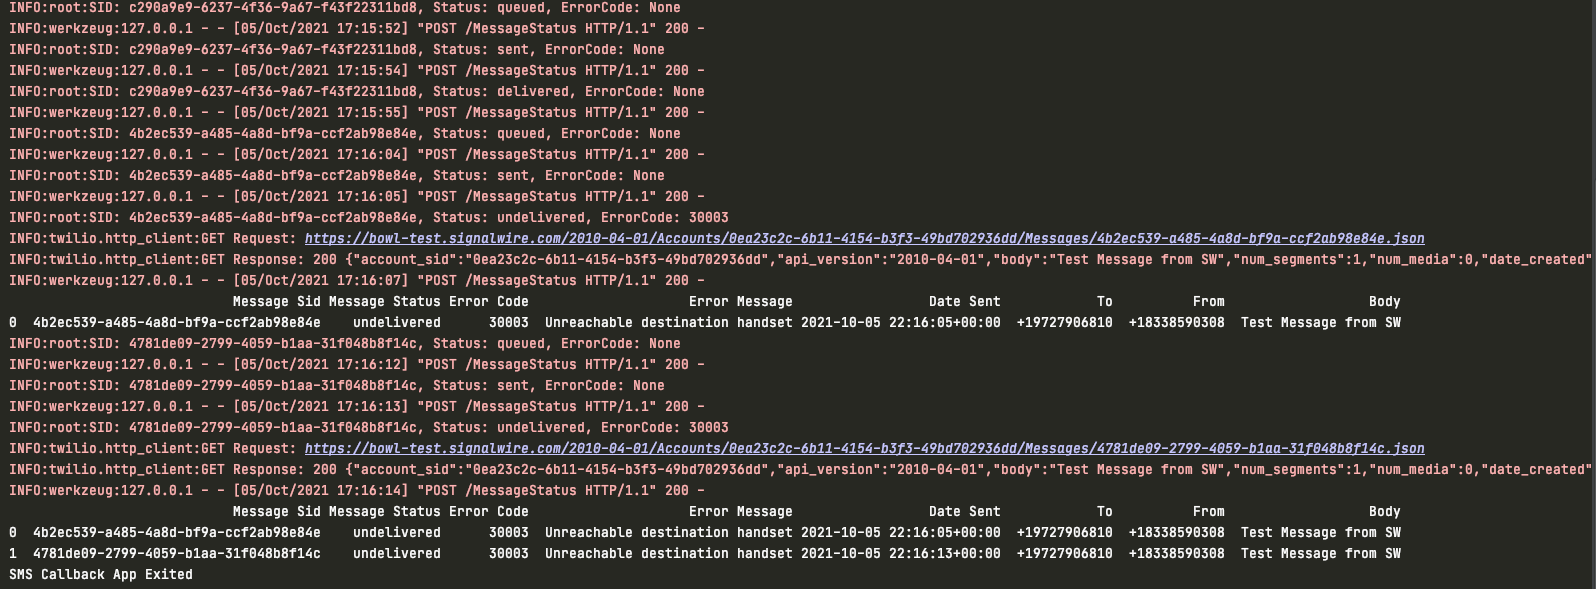 INFO:root:SID: c290a9e9-6237-4f36-9a67-f43f22311bd8, Status: queued, ErrorCode: None
INFO:werkzeug:127.0.0.1 - - [05/Oct/2021 17:15:52] "POST /MessageStatus HTTP/1.1" 200 -
INFO:root:SID: c290a9e9-6237-4f36-9a67-f43f22311bd8, Status: sent, ErrorCode: None
INFO:werkzeug:127.0.0.1 - - [05/Oct/2021 17:15:54] "POST /MessageStatus HTTP/1.1" 200 -
INFO:root:SID: c290a9e9-6237-4f36-9a67-f43f22311bd8, Status: delivered, ErrorCode: None
INFO:werkzeug:127.0.0.1 - - [05/Oct/2021 17:15:55] "POST /MessageStatus HTTP/1.1" 200 -
INFO:root:SID: 4b2ec539-a485-4a8d-bf9a-ccf2ab98e84e, Status: queued, ErrorCode: None
INFO:werkzeug:127.0.0.1 - - [05/Oct/2021 17:16:04] "POST /MessageStatus HTTP/1.1" 200 -
INFO:root:SID: 4b2ec539-a485-4a8d-bf9a-ccf2ab98e84e, Status: sent, ErrorCode: None
INFO:werkzeug:127.0.0.1 - - [05/Oct/2021 17:16:05] "POST /MessageStatus HTTP/1.1" 200 -
INFO:root:SID: 4b2ec539-a485-4a8d-bf9a-ccf2ab98e84e, Status: undelivered, ErrorCode: 30003
INFO:twilio.http_client:GET Request: https://bowl-test.signalwire.com/2010-04-01/Accounts/0ea23c2c-6b11-4154-b3f3-49bd702936dd/Messages/4b2ec539-a485-4a8d-bf9a-ccf2ab98e84e.json
INFO:twilio.http_client:GET Response: 200 {"account_sid":"0ea23c2c-6b11-4154-b3f3-49bd702936dd","api_version":"2010-04-01","body":"Test Message from SW","num_segments":1,"num_media":0,"date_created"
INFO:werkzeug:127.0.0.1 - - [05/Oct/2021 17:16:07] "POST /MessageStatus HTTP/1.1" 200 -
Message Sid Message Status Error Code Error Message Date Sent To From Body
0 4b2ec539-a485-4a8d-bf9a-ccf2ab98e84e undelivered 30003 Unreachable destination handset 2021-10-05 22:16:05+00:00 +19727906810 +18338590308 Test Message from SW
INFO:root:SID: 4781de09-2799-4059-b1aa-31f048b8f14c, Status: queued, ErrorCode: None
INFO:werkzeug:127.0.0.1 - - [05/Oct/2021 17:16:12] "POST /MessageStatus HTTP/1.1" 200 -
INFO:root:SID: 4781de09-2799-4059-b1aa-31f048b8f14c, Status: sent, ErrorCode: None
INFO:werkzeug:127.0.0.1 - - [05/Oct/2021 17:16:13] "POST /MessageStatus HTTP/1.1" 200 -
INFO:root:SID: 4781de09-2799-4059-b1aa-31f048b8f14c, Status: undelivered, ErrorCode: 30003
INFO:twilio.http_client:GET Request: https://bowl-test.signalwire.com/2010-04-01/Accounts/0ea23c2c-6b11-4154-b3f3-49bd702936dd/Messages/4781de09-2799-4059-b1aa-31f048b8f14c.json
INFO:twilio.http_client:GET Response: 200 {"account_sid":"0ea23c2c-6b11-4154-b3f3-49bd702936dd","api_version":"2010-04-01","body":"Test Message from SW","num_segments":1,"num_media":0,"date_created"
INFO:werkzeug:127.0.0.1 - - [05/Oct/2021 17:16:14] "POST /MessageStatus HTTP/1.1" 200 -
Message Sid Message Status Error Code Error Message Date Sent To From Body
0 4b2ec539-a485-4a8d-bf9a-ccf2ab98e84e undelivered 30003 Unreachable destination handset 2021-10-05 22:16:05+00:00 +19727906810 +18338590308 Test Message from SW
1 4781de09-2799-4059-b1aa-31f048b8f14c undelivered 30003 Unreachable destination handset 2021-10-05 22:16:13+00:00 +19727906810 +18338590308 Test Message from SW
SMS Callback App Exited